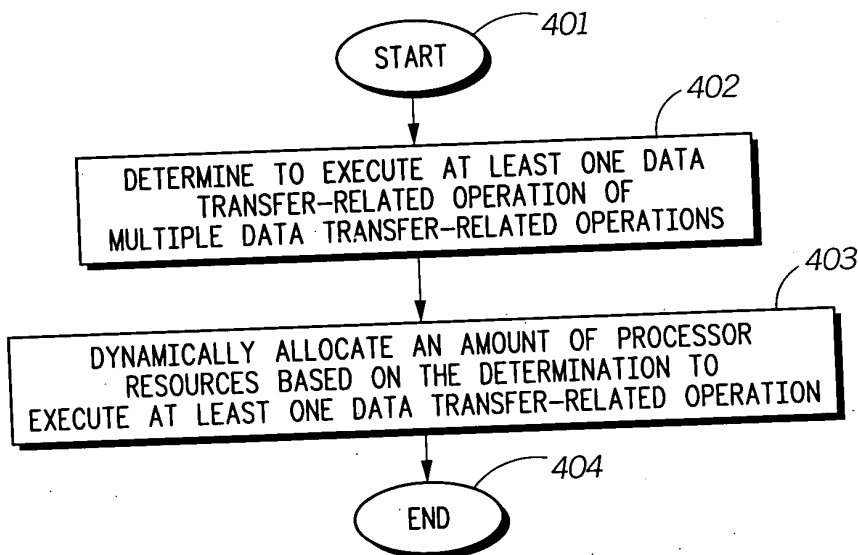 401
START
402
DETERMINE TO EXECUTE AT LEAST ONE DATA
TRANSFER-RELATED OPERATION OF
MULTIPLE DATA TRANSFER-RELATED OPERATIONS
403
DYNAMICALLY ALLOCATE AN AMOUNT OF PROCESSOR
RESOURCES BASED ON THE DETERMINATION TO
EXECUTE AT LEAST ONE DATA TRANSFER-RELATED OPERATION
404
END